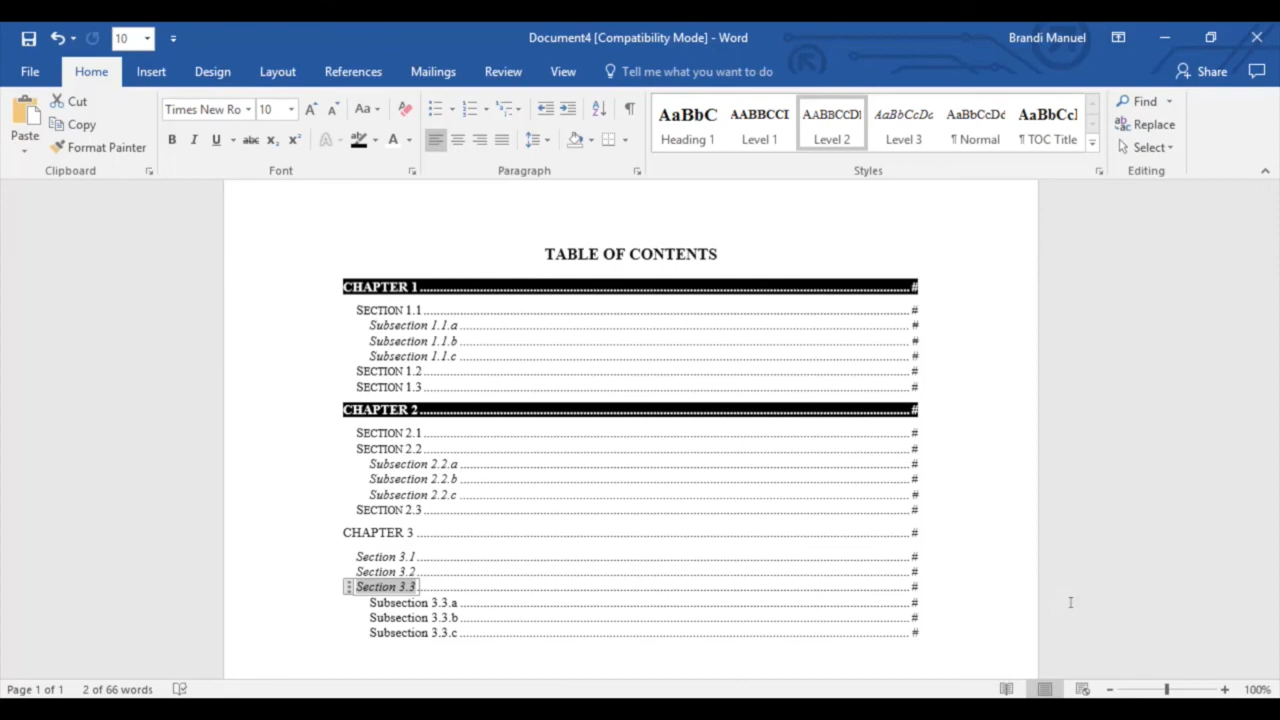 10
Document4 [Compatibility Mode] - Word
Brandi Manuel
File Home Insert Design Layout References Mailings Review View Tell me what you want to do Share
Paste
Cut
Copy
Format Painter
Clipboard
Times New Ro 10 Aa
B I U abc X₂ X² A ab A
Font
Paragraph
AaBbC AABBCCI AABBCCDI AaBbCcDc AaBbCcDc AaBbCcI
Heading 1 Level 1 Level 2 Level 3 ¶ Normal ¶ TOC Title
Styles
Find
Replace
Select
Editing
TABLE OF CONTENTS
CHAPTER 1 #
SECTION 1.1 #
Subsection 1.1.a #
Subsection 1.1.b #
Subsection 1.1.c #
SECTION 1.2 #
SECTION 1.3 #
CHAPTER 2 #
SECTION 2.1 #
SECTION 2.2 #
Subsection 2.2.a #
Subsection 2.2.b #
Subsection 2.2.c #
SECTION 2.3 #
CHAPTER 3 #
Section 3.1 #
Section 3.2 #
Section 3.3 #
Subsection 3.3.a #
Subsection 3.3.b #
Subsection 3.3.c #
Page 1 of 1 2 of 66 words 100%